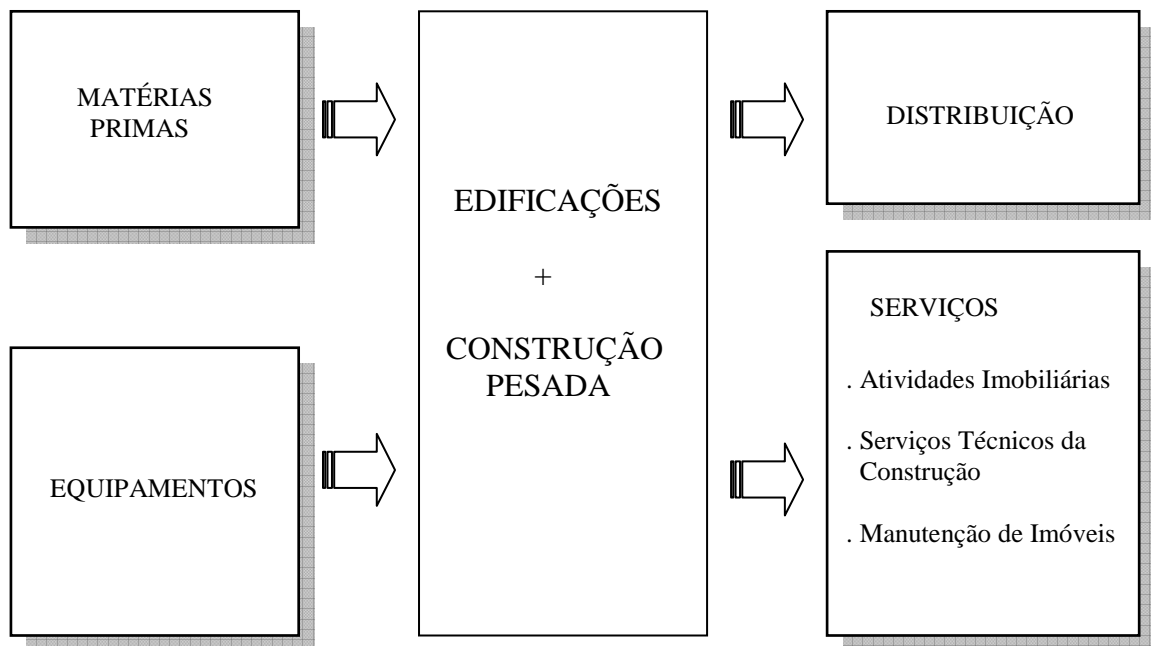 MATÉRIAS
PRIMAS
EQUIPAMENTOS
EDIFICAÇÕES
+
CONSTRUÇÃO
PESADA
DISTRIBUIÇÃO
SERVIÇOS
. Atividades Imobiliárias
. Serviços Técnicos da
Construção
. Manutenção de Imóveis